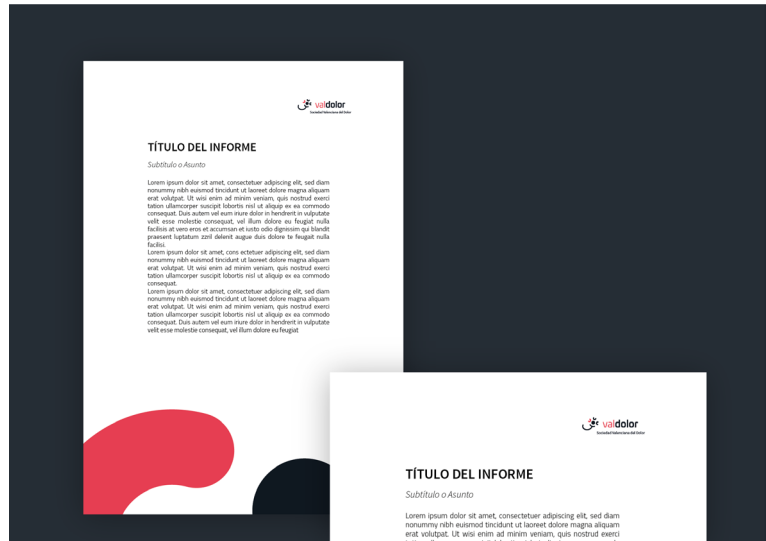 valdolor
Sociedad Valenciana del Dolor
TÍTULO DEL INFORME
Subtítulo o Asunto
Lorem ipsum dolor sit amet, consectetuer adipiscing elit, sed diam
nonummy nibh euismod tincidunt ut laoreet dolore magna aliquam
erat volutpat. Ut wisi enim ad minim veniam, quis nostrud exerci
tation ullamcorper suscipit lobortis nisl ut aliquip ex ea commodo
consequat. Duis autem vel eum iriure dolor in hendrerit in vulputate
velit esse molestie consequat, vel illum dolore eu feugiat nulla
facilisis at vero eros et accumsan et iusto odio dignissim qui blandit
praesent luptatum zzril delenit augue duis dolore te feugait nulla
facilisi.
Lorem ipsum dolor sit amet, cons ectetuer adipiscing elit, sed diam
nonummy nibh euismod tincidunt ut laoreet dolore magna aliquam
erat volutpat. Ut wisi enim ad minim veniam, quis nostrud exerci
tation ullamcorper suscipit lobortis nisl ut aliquip ex ea commodo
consequat.
Lorem ipsum dolor sit amet, consectetuer adipiscing elit, sed diam
nonummy nibh euismod tincidunt ut laoreet dolore magna aliquam
erat volutpat. Ut wisi enim ad minim veniam, quis nostrud exerci
tation ullamcorper suscipit lobortis nisl ut aliquip ex ea commodo
consequat. Duis autem vel eum iriure dolor in hendrerit in vulputate
velit esse molestie consequat, vel illum dolore eu feugiat
valdolor
Sociedad Valenciana del Dolor
TÍTULO DEL INFORME
Subtítulo o Asunto
Lorem ipsum dolor sit amet, consectetuer adipiscing elit, sed diam
nonummy nibh euismod tincidunt ut laoreet dolore magna aliquam
erat volutpat. Ut wisi enim ad minim veniam, quis nostrud exerci